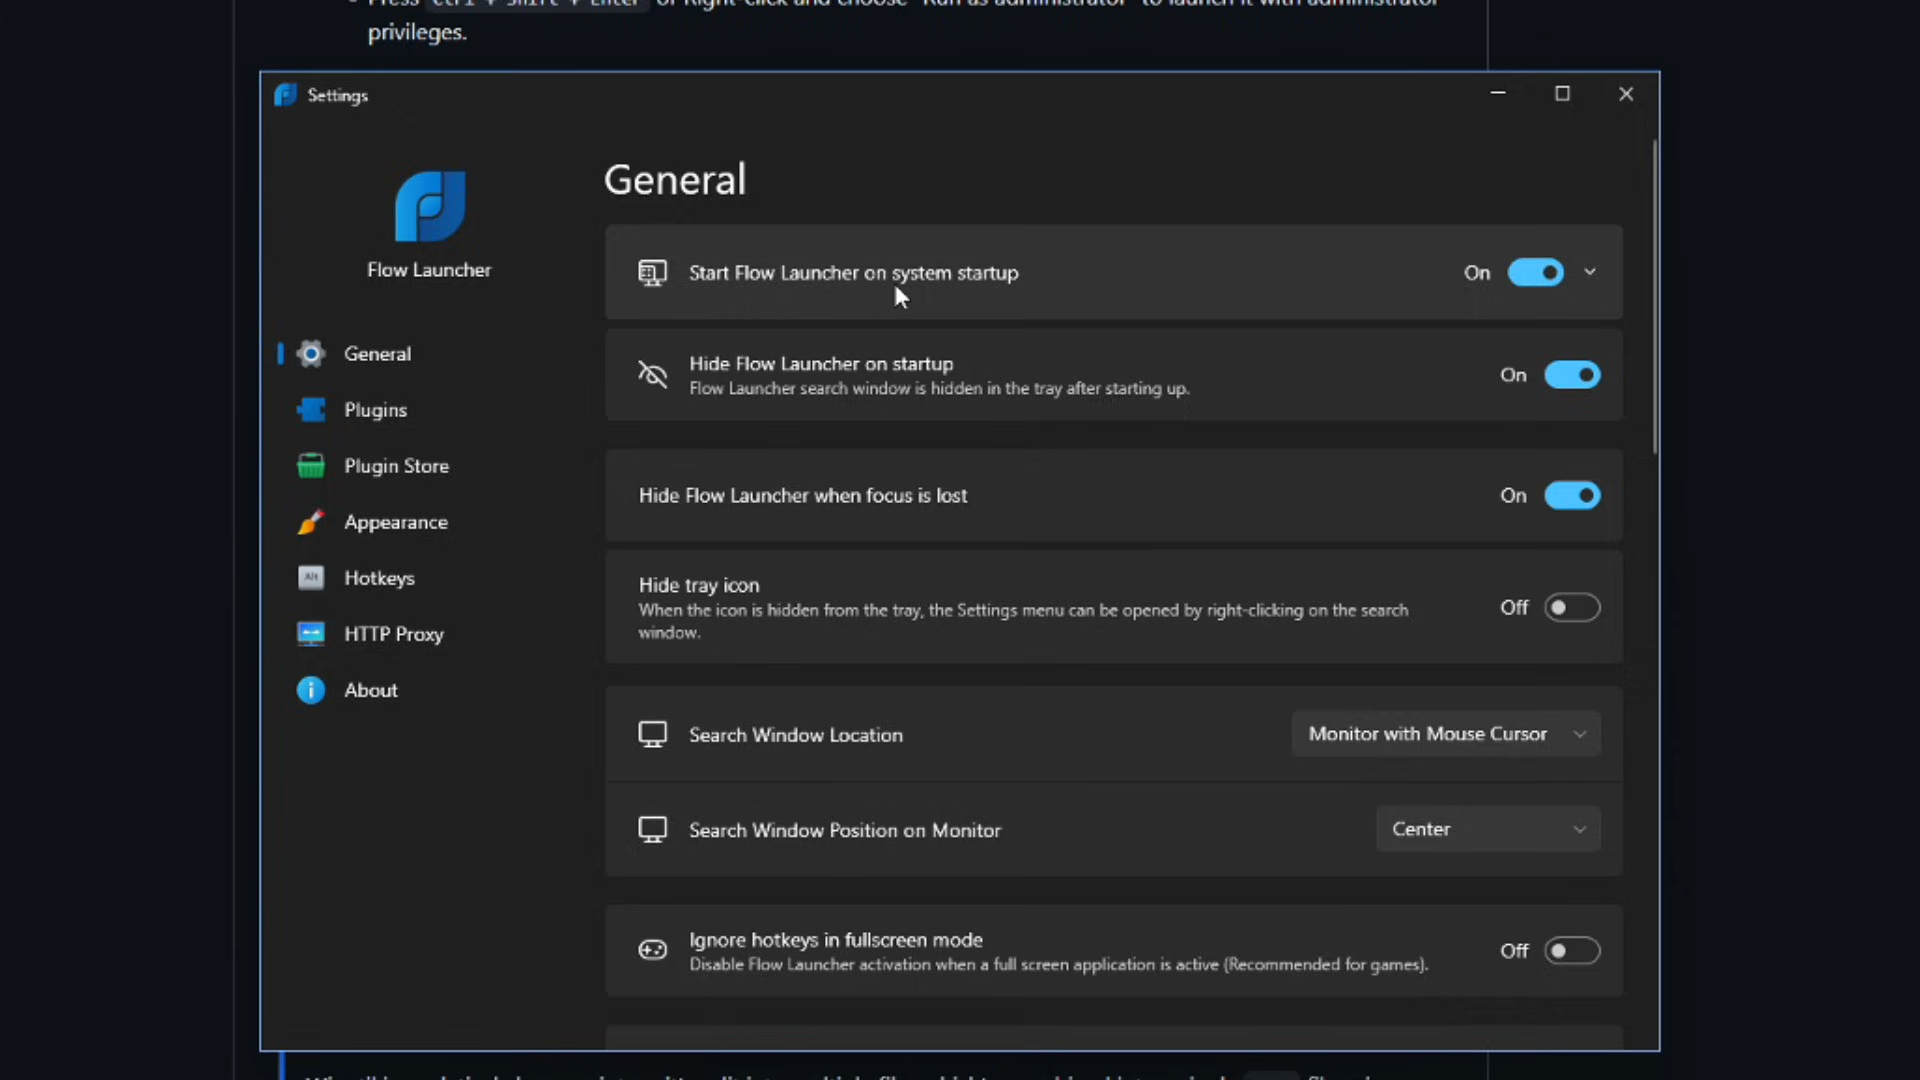 privileges.
Settings
General
Flow Launcher
Start Flow Launcher on system startup
On
General
Hide Flow Launcher on startup
Flow Launcher search window is hidden in the tray after starting up.
On
Plugins
Plugin Store
Hide Flow Launcher when focus is lost
On
Appearance
Hotkeys
Hide tray icon
When the icon is hidden from the tray, the Settings menu can be opened by right-clicking on the search
window.
Off
HTTP Proxy
About
Search Window Location
Monitor with Mouse Cursor
Search Window Position on Monitor
Center
Ignore hotkeys in fullscreen mode
Disable Flow Launcher activation when a full screen application is active (Recommended for games).
Off